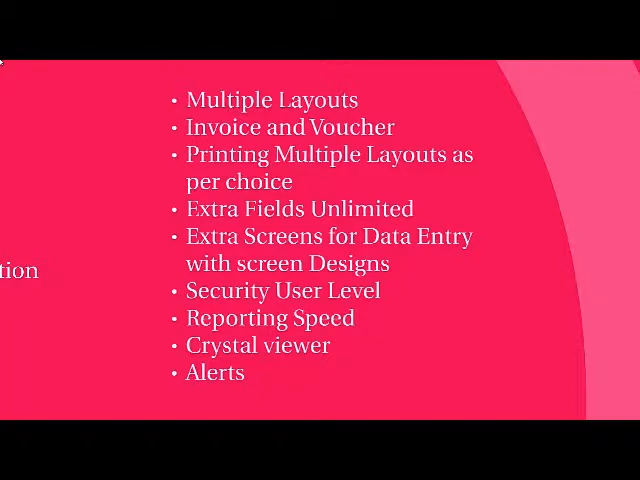 • Multiple Layouts
• Invoice and Voucher
• Printing Multiple Layouts as
per choice
• Extra Fields Unlimited
• Extra Screens for Data Entry
with screen Designs
tion
• Security User Level
• Reporting Speed
• Crystal viewer
• Alerts